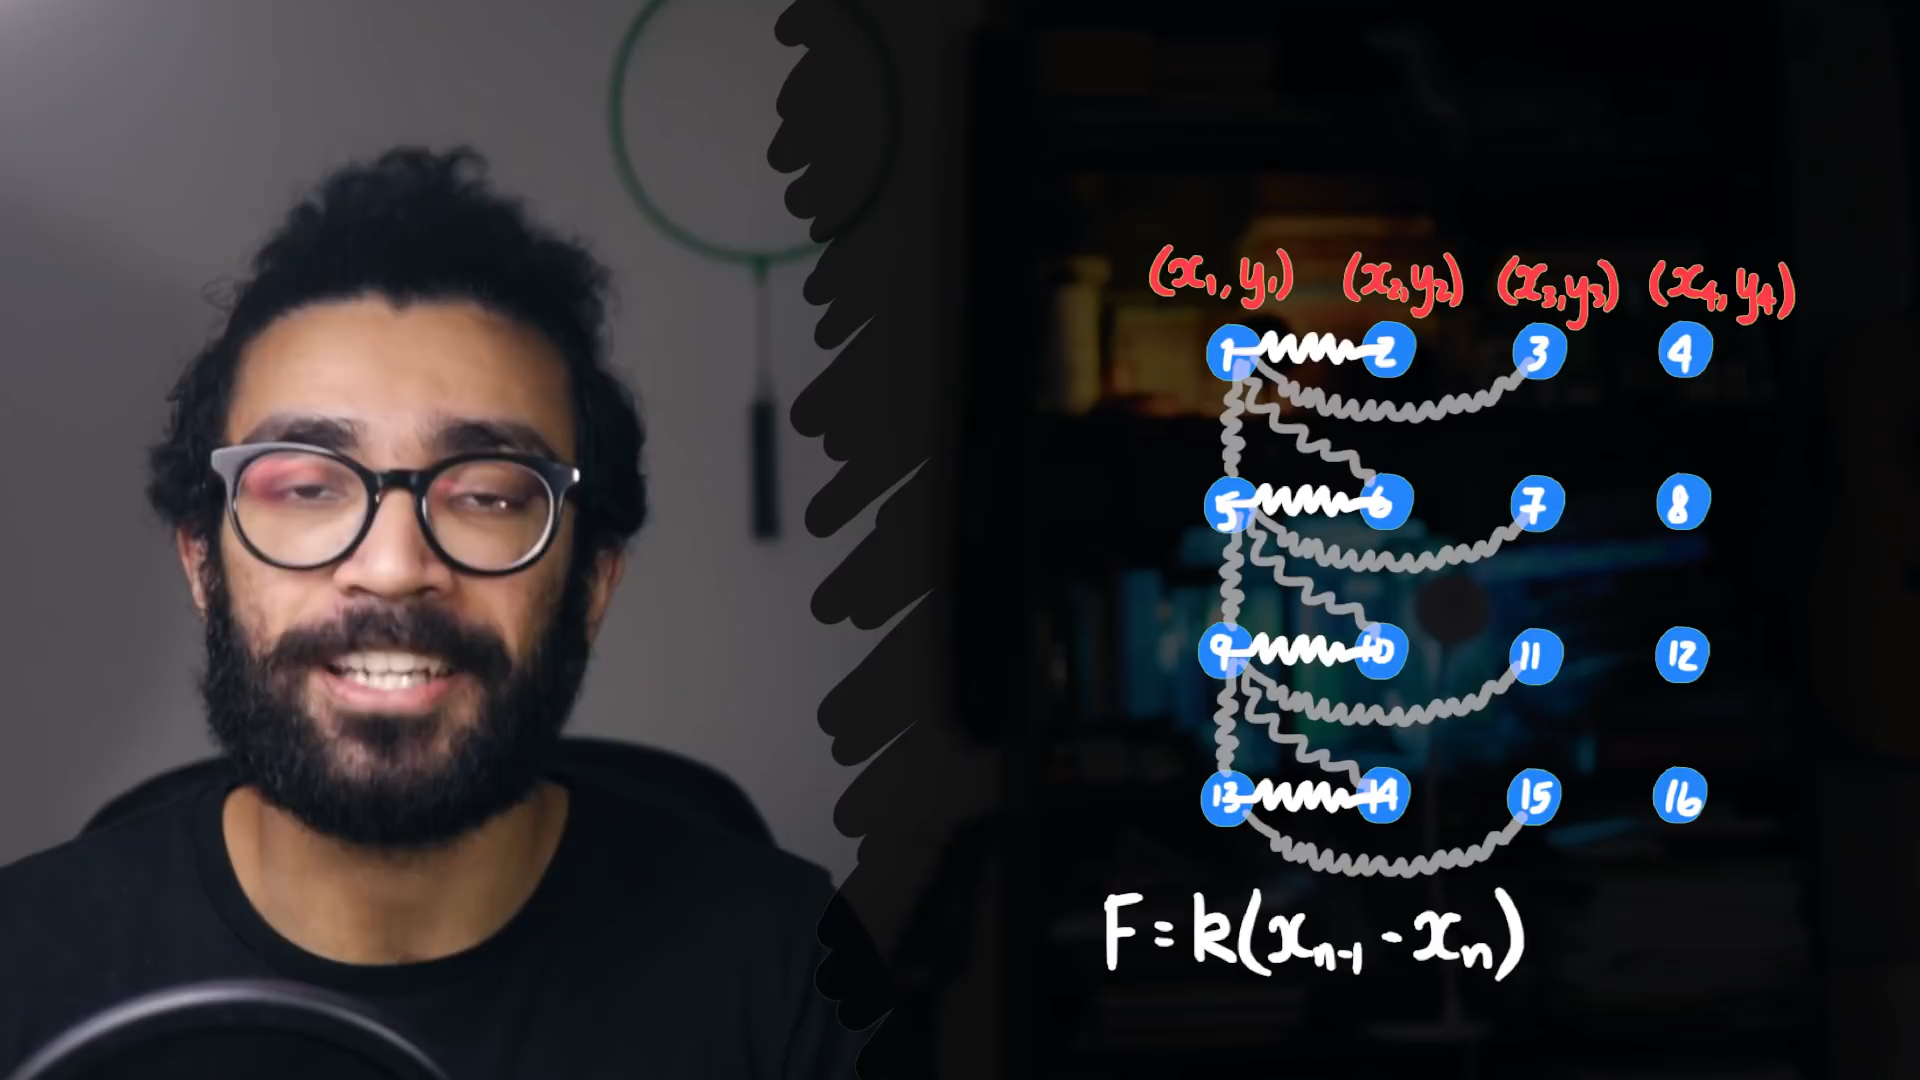 (x₁, y₁) (x₂,y₂) (x₃,y₃) (x₄, y₄)
1 2 3 4
5 6 7 8
9 10 11 12
13 14 15 16
F = k(xₙ₋₁ - xₙ)